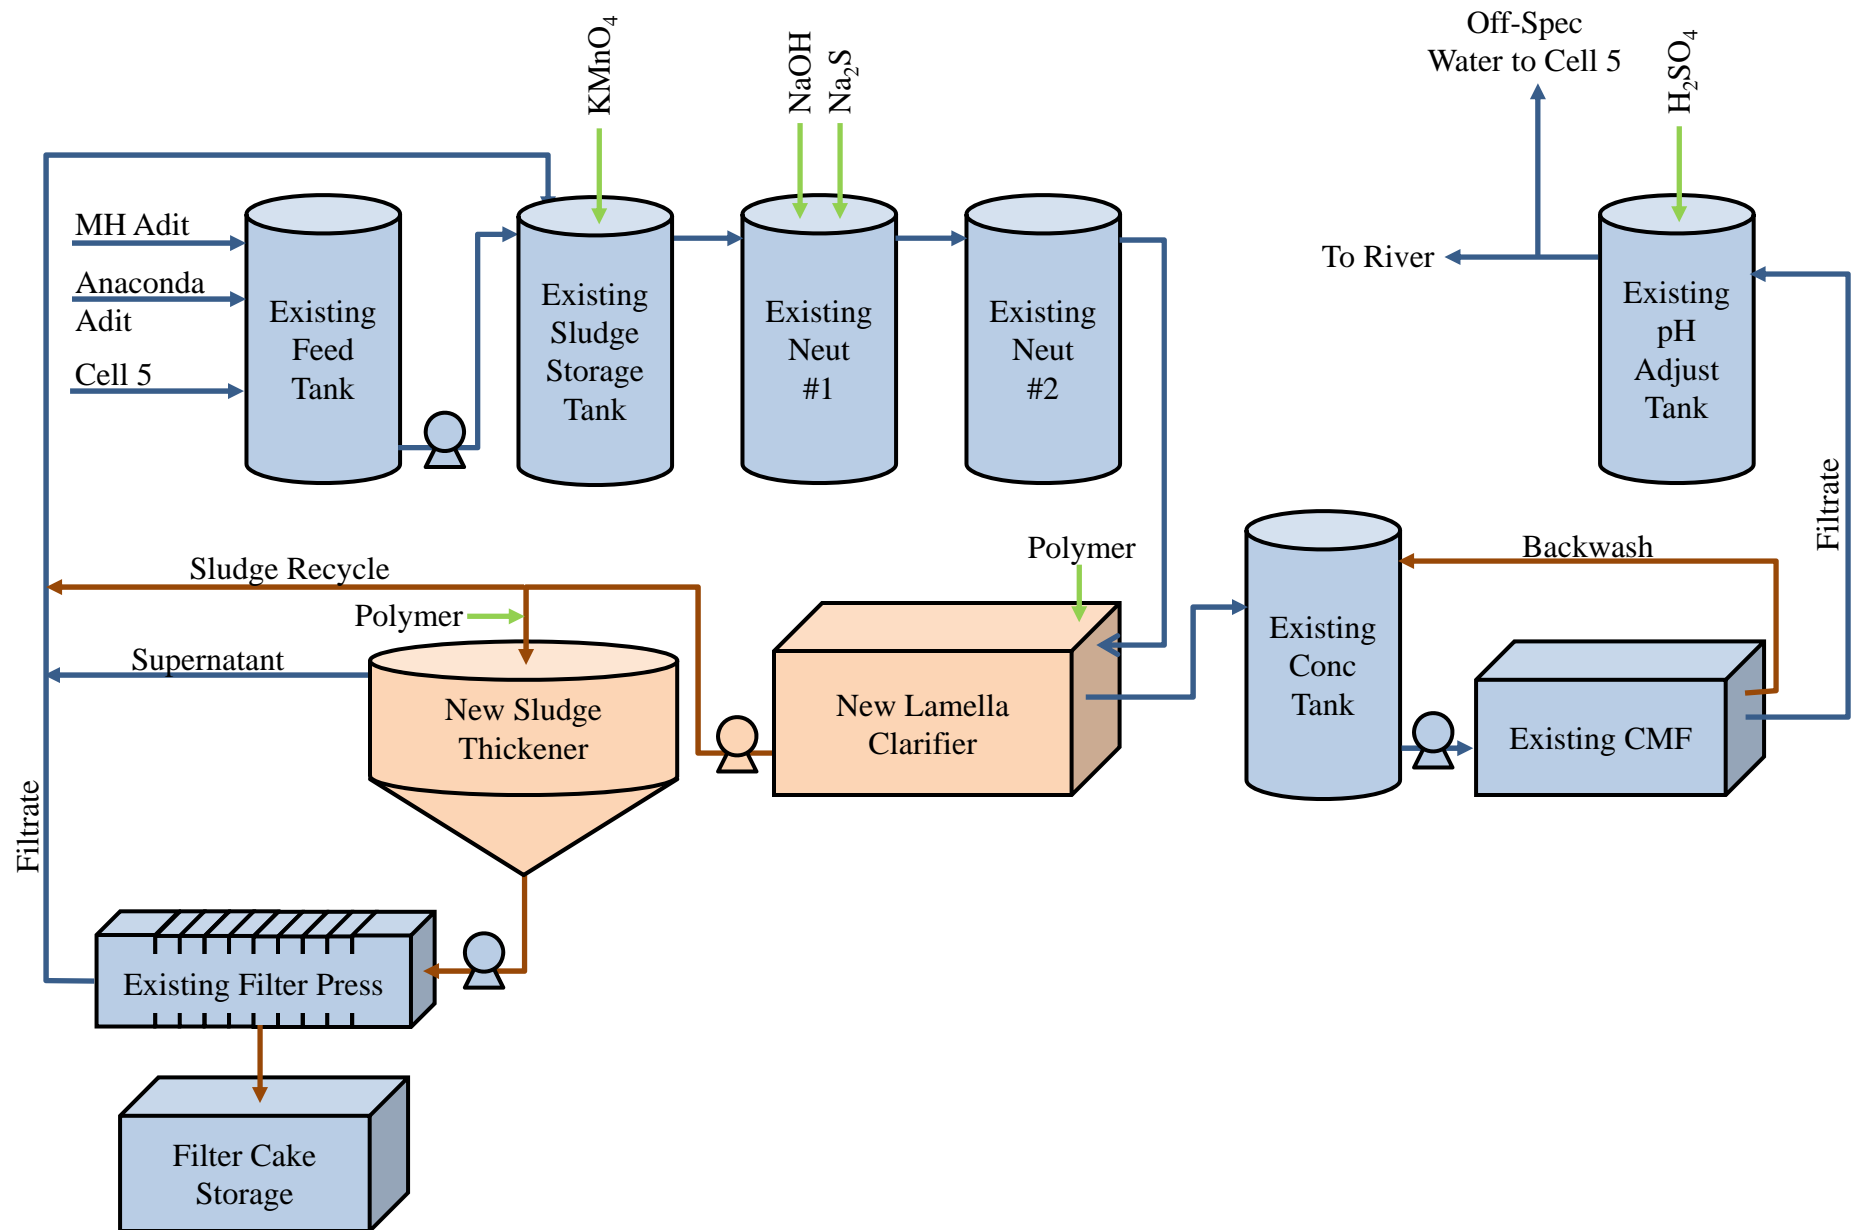 Off-Spec
Water to Cell 5
KMnO₄
NaOH
Na₂S
H₂SO₄
MH Adit
Anaconda
Adit
Cell 5
Existing
Feed
Tank
Existing
Sludge
Storage
Tank
Existing
Neut
#1
Existing
Neut
#2
To River
Existing
pH
Adjust
Tank
Filtrate
Sludge Recycle
Polymer
Supernatant
New Sludge
Thickener
Polymer
New Lamella
Clarifier
Existing
Conc
Tank
Backwash
Existing CMF
Filtrate
Existing Filter Press
Filter Cake
Storage